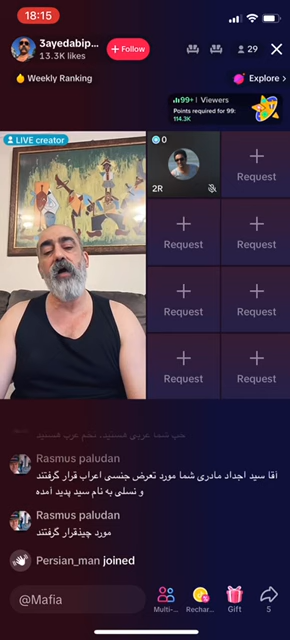 18:15
3ayedabip...
13.3K likes
+ Follow
29
Weekly Ranking
Explore >
99+ | Viewers
Points required for 99:
114.3K
LIVE creator
0
2R
Request
Request
Request
Request
Request
Request
Request
Rasmus paludan
آقا سید اجداد مادری شما مورد تعرض جنسی اعراب قرار گرفتند
و نسلی به نام سید پدید آمده
Rasmus paludan
مورد چیذقرار گرفتند
Persian_man joined
@Mafia
Multi-...
Rechar...
Gift
5